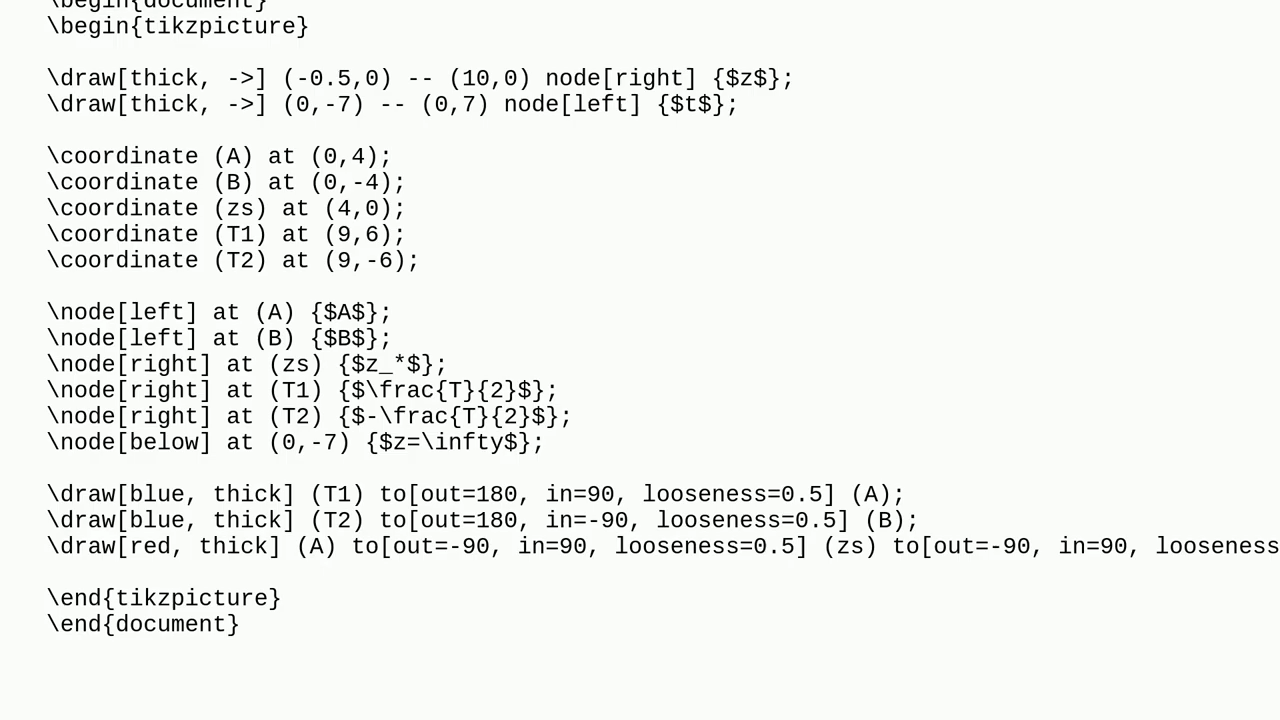 \begin{document}
\begin{tikzpicture}
\draw[thick, ->] (-0.5,0) -- (10,0) node[right] {$z$};
\draw[thick, ->] (0,-7) -- (0,7) node[left] {$t$};
\coordinate (A) at (0,4);
\coordinate (B) at (0,-4);
\coordinate (zs) at (4,0);
\coordinate (T1) at (9,6);
\coordinate (T2) at (9,-6);
\node[left] at (A) {$A$};
\node[left] at (B) {$B$};
\node[right] at (zs) {$z_*$};
\node[right] at (T1) {$\frac{T}{2}$};
\node[right] at (T2) {$-\frac{T}{2}$};
\node[below] at (0,-7) {$z=\infty$};
\draw[blue, thick] (T1) to[out=180, in=90, looseness=0.5] (A);
\draw[blue, thick] (T2) to[out=180, in=-90, looseness=0.5] (B);
\draw[red, thick] (A) to[out=-90, in=90, looseness=0.5] (zs) to[out=-90, in=90, looseness
\end{tikzpicture}
\end{document}